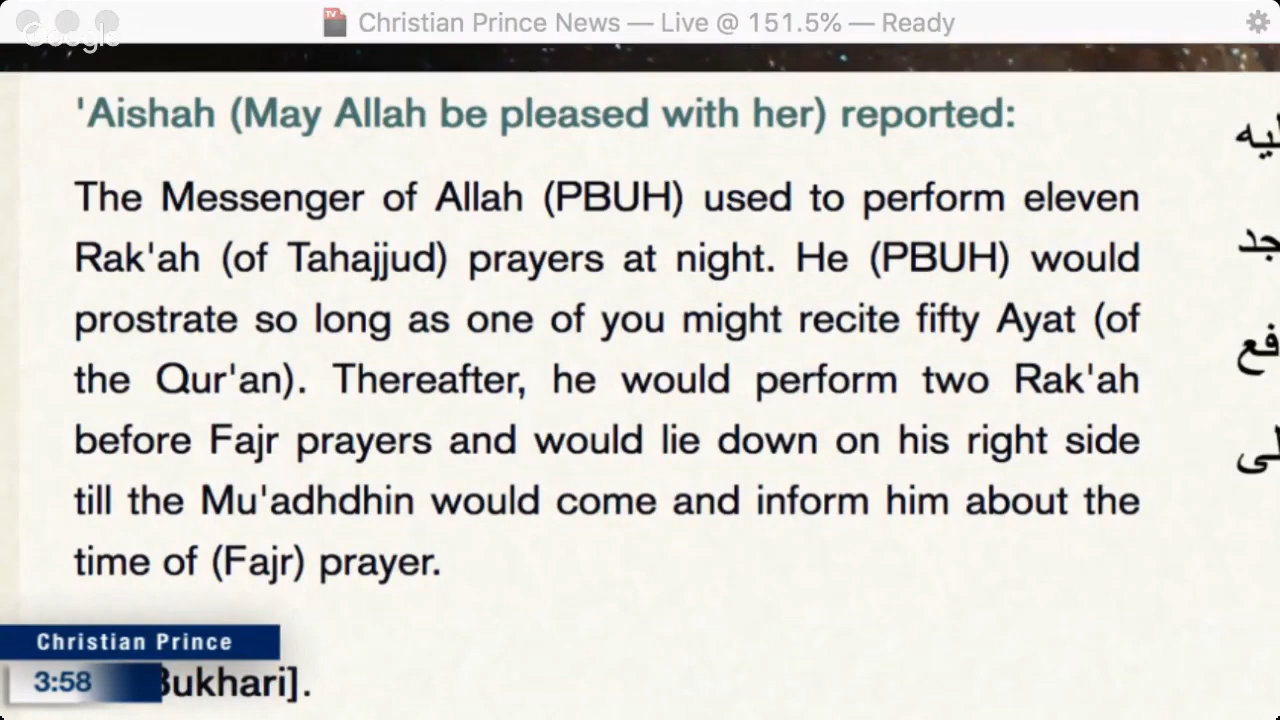 Christian Prince News — Live @ 151.5% — Ready
Google
'Aishah (May Allah be pleased with her) reported:
The Messenger of Allah (PBUH) used to perform eleven
Rak'ah (of Tahajjud) prayers at night. He (PBUH) would
prostrate so long as one of you might recite fifty Ayat (of
the Qur'an). Thereafter, he would perform two Rak'ah
before Fajr prayers and would lie down on his right side
till the Mu'adhdhin would come and inform him about the
time of (Fajr) prayer.
Christian Prince
3:58
Bukhari].